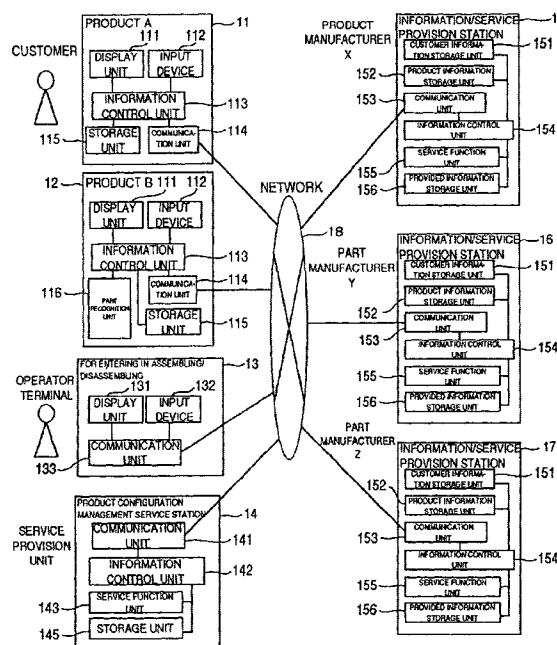 CUSTOMER
PRODUCT A
11
111
112
DISPLAY
UNIT
INPUT
DEVICE
INFORMATION
CONTROL UNIT
113
STORAGE
UNIT
115
COMMUNICA-
TION UNIT
114
12
PRODUCT B
111
112
DISPLAY
UNIT
INPUT
DEVICE
INFORMATION
CONTROL UNIT
113
114
116
PART
RECOGNITION
UNIT
COMMUNICA-
TION UNIT
STORAGE
UNIT
115
OPERATOR
TERMINAL
FOR ENTERING IN ASSEMBLING/
DISASSEMBLING
13
131
132
DISPLAY
UNIT
INPUT
DEVICE
COMMUNICATION
UNIT
133
SERVICE
PROVISION
UNIT
PRODUCT CONFIGURATION
MANAGEMENT SERVICE STATION
14
COMMUNICATION
UNIT
141
INFORMATION
CONTROL UNIT
142
143
SERVICE FUNCTION
UNIT
145
STORAGE UNIT
NETWORK
18
PRODUCT
MANUFACTURER
X
INFORMATION/SERVICE
PROVISION STATION
151
CUSTOMER INFORMA-
TION STORAGE UNIT
152
PRODUCT INFORMATION
STORAGE UNIT
153
COMMUNICATION
UNIT
INFORMATION CONTROL
UNIT
154
155
SERVICE FUNCTION
UNIT
156
PROVIDED INFORMATION
STORAGE UNIT
PART
MANUFACTURER
Y
INFORMATION/SERVICE
PROVISION STATION
16
151
CUSTOMER INFORMA-
TION STORAGE UNIT
152
PRODUCT INFORMATION
STORAGE UNIT
153
COMMUNICATION
UNIT
INFORMATION CONTROL
UNIT
154
155
SERVICE FUNCTION
UNIT
156
PROVIDED INFORMATION
STORAGE UNIT
PART
MANUFACTURER
Z
INFORMATION/SERVICE
PROVISION STATION
17
151
CUSTOMER INFORMA-
TION STORAGE UNIT
152
PRODUCT INFORMATION
STORAGE UNIT
153
COMMUNICATION
UNIT
INFORMATION CONTROL
UNIT
154
155
SERVICE FUNCTION
UNIT
156
PROVIDED INFORMATION
STORAGE UNIT